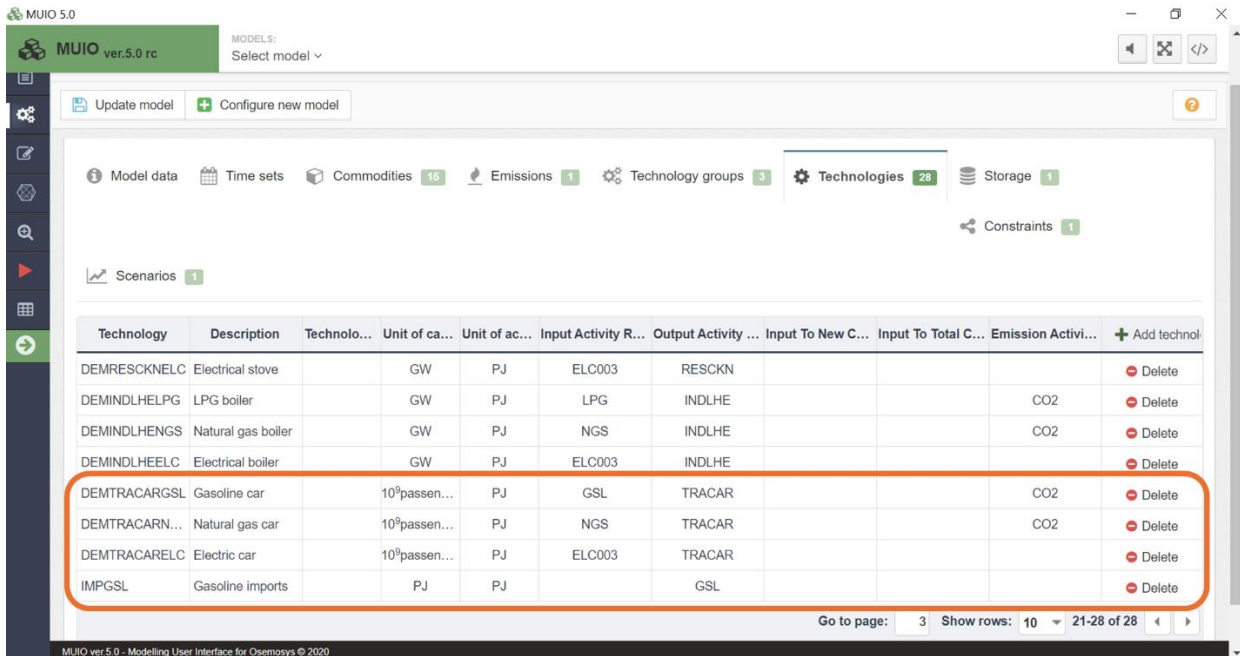 MUIO 5.0
MUIO ver.5.0 rc
MODELS:
Select model
Update model Configure new model
Model data Time sets Commodities 15 Emissions 1 Technology groups 3 Technologies 28 Storage 1
Constraints 1
Scenarios 1
Technology Description Technolo... Unit of ca... Unit of ac... Input Activity R... Output Activity ... Input To New C... Input To Total C... Emission Activi... Add technol
DEMRESCKNELC Electrical stove GW PJ ELC003 RESCKN Delete
DEMINDLHELPG LPG boiler GW PJ LPG INDLHE CO2 Delete
DEMINDLHENGS Natural gas boiler GW PJ NGS INDLHE CO2 Delete
DEMINDLHEELC Electrical boiler GW PJ ELC003 INDLHE Delete
DEMTRACARGSL Gasoline car 10⁹passen... PJ GSL TRACAR CO2 Delete
DEMTRACARN... Natural gas car 10⁹passen... PJ NGS TRACAR CO2 Delete
DEMTRACARELC Electric car 10⁹passen... PJ ELC003 TRACAR Delete
IMPGSL Gasoline imports PJ PJ GSL Delete
Go to page: 3 Show rows: 10 21-28 of 28
MUIO ver.5.0 - Modelling User Interface for Osemosys © 2020